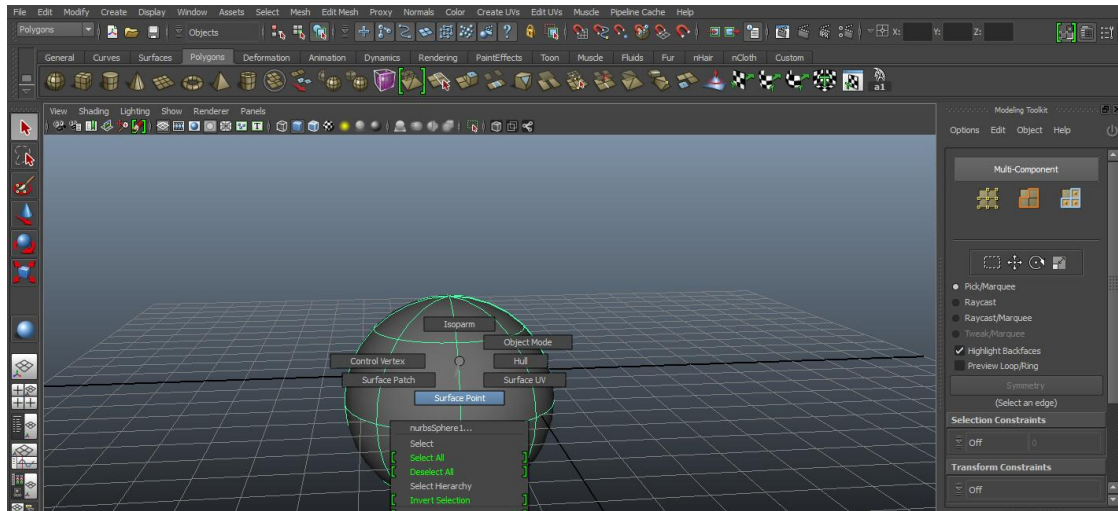 File Edit Modify Create Display Window Assets Select Mesh Edit Mesh Proxy Normals Color Create UVs Edit UVs Muscle Pipeline Cache Help
Polygons Objects X: Y: Z:
General Curves Surfaces Polygons Deformation Animation Dynamics Rendering PaintEffects Toon Muscle Fluids Fur nHair nCloth Custom
a1
View Shading Lighting Show Renderer Panels
Modeling Toolkit
Options Edit Object Help
Multi-Component
Pick/Marquee
Raycast
Raycast/Marquee
Tweak/Marquee
Highlight Backfaces
Preview Loop/Ring
Symmetry
(Select an edge)
Selection Constraints
Off 0
Transform Constraints
Off
Isoparm
Object Mode
Control Vertex Hull
Surface Patch Surface UV
Surface Point
nurbsSphere1...
Select
Select All
Deselect All
Select Hierarchy
Invert Selection